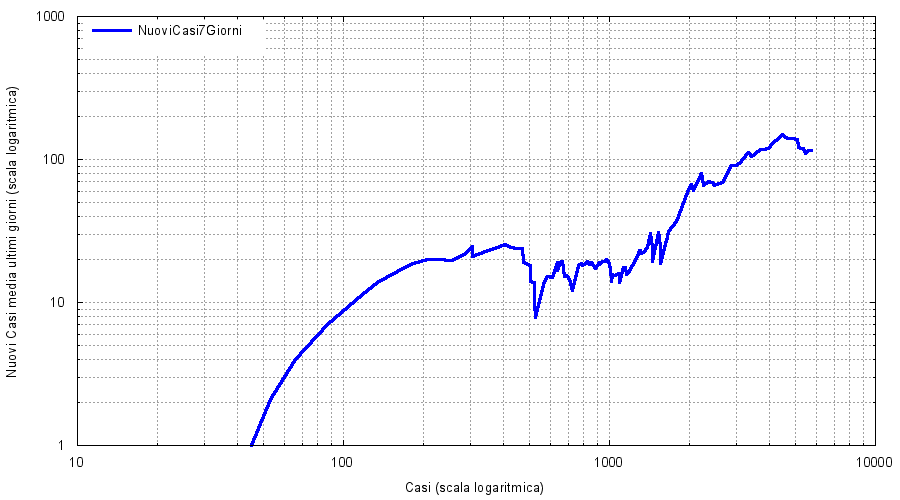 1000
NuoviCasi7Giorni
100
10
1
Nuovi Casi media ultimi giorni (scala logaritmica)
10 100 1000 10000
Casi (scala logaritmica)